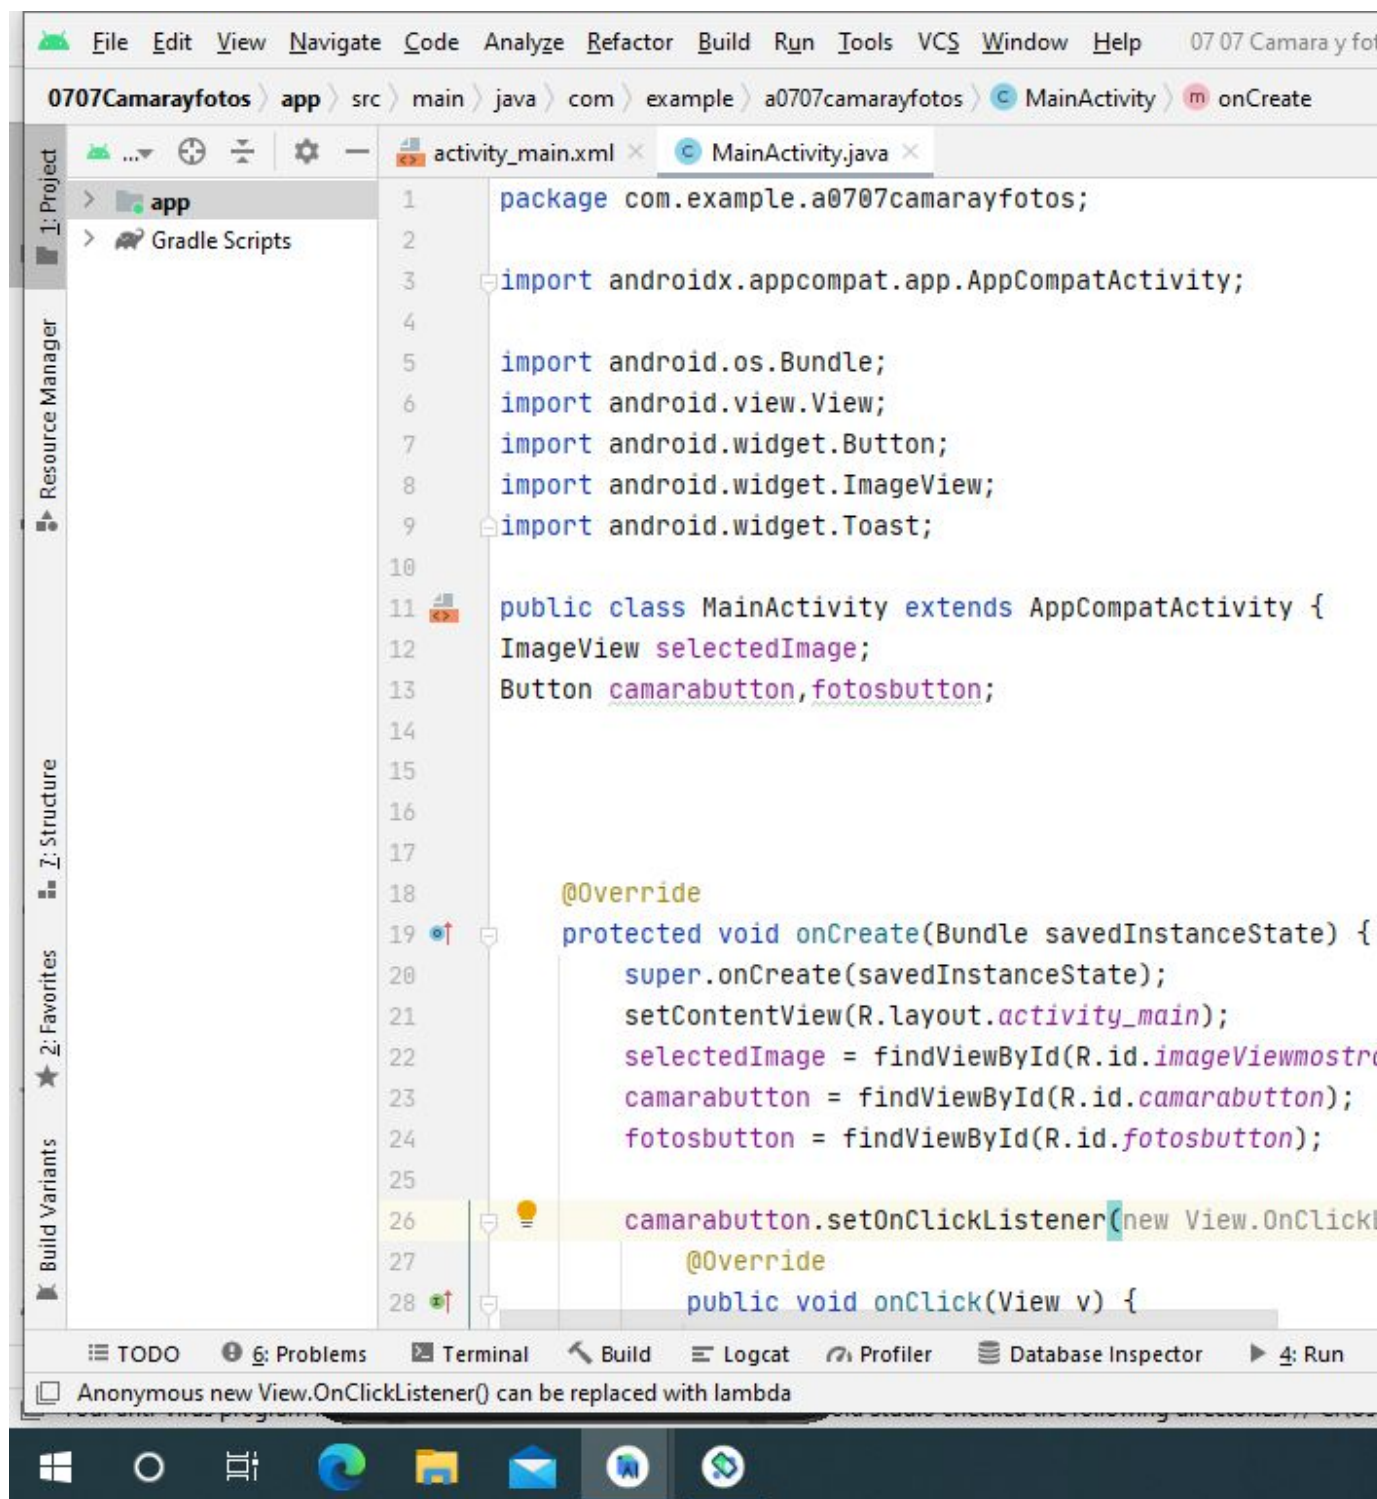 File Edit View Navigate Code Analyze Refactor Build Run Tools VCS Window Help 07 07 Camara y fot
0707Camarayfotos app src main java com example a0707camarayfotos C MainActivity m onCreate
... activity_main.xml C MainActivity.java
1: Project
Resource Manager
7: Structure
2: Favorites
Build Variants
app
Gradle Scripts
1 package com.example.a0707camarayfotos;
2
3 import androidx.appcompat.app.AppCompatActivity;
4
5 import android.os.Bundle;
6 import android.view.View;
7 import android.widget.Button;
8 import android.widget.ImageView;
9 import android.widget.Toast;
10
11 public class MainActivity extends AppCompatActivity {
12 ImageView selectedImage;
13 Button camarabutton,fotosbutton;
14
15
16
17
18 @Override
19 protected void onCreate(Bundle savedInstanceState) {
20 super.onCreate(savedInstanceState);
21 setContentView(R.layout.activity_main);
22 selectedImage = findViewById(R.id.imageViewmostra
23 camarabutton = findViewById(R.id.camarabutton);
24 fotosbutton = findViewById(R.id.fotosbutton);
25
26 camarabutton.setOnClickListener(new View.OnClickL
27 @Override
28 public void onClick(View v) {
TODO 6: Problems Terminal Build Logcat Profiler Database Inspector 4: Run
Anonymous new View.OnClickListener() can be replaced with lambda